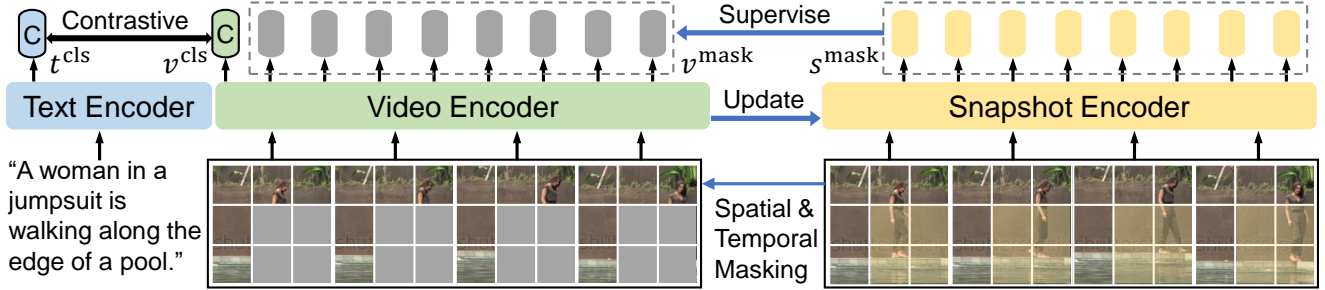 C
Contrastive
C
Supervise
t^cls
v^cls
v^mask
s^mask
Text Encoder
Video Encoder
Update
Snapshot Encoder
“A woman in a
jumpsuit is
walking along the
edge of a pool.”
Spatial &
Temporal
Masking